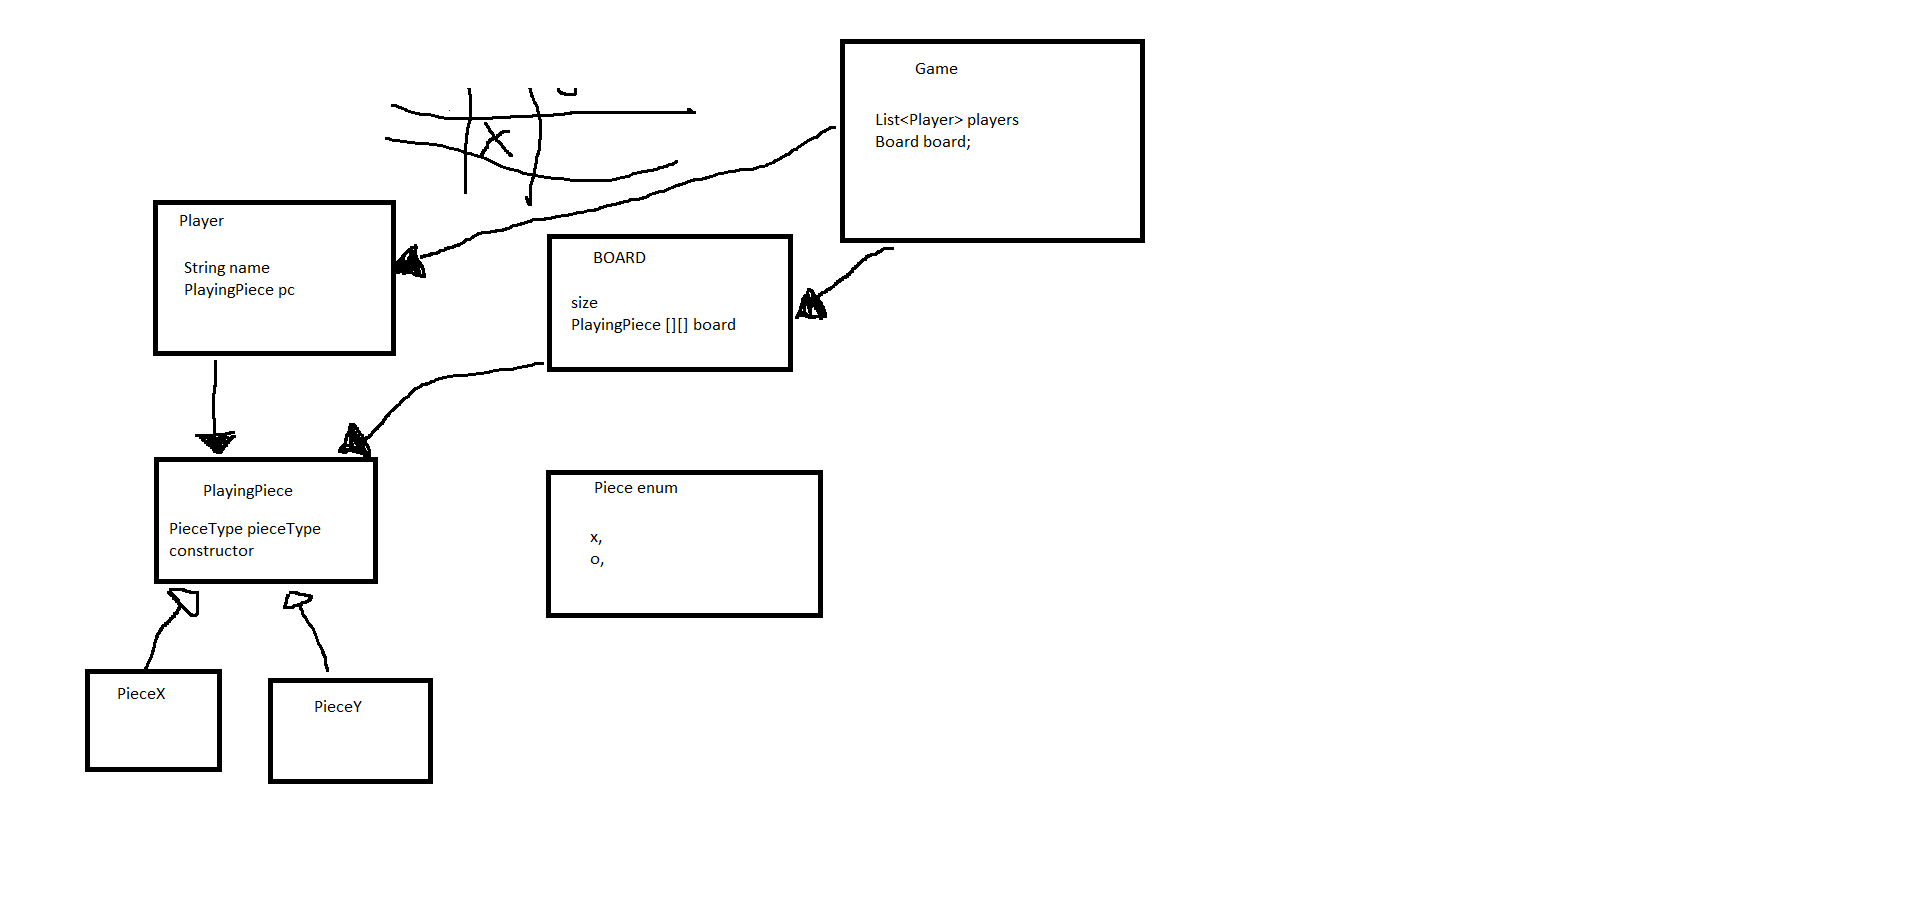 Game
List<Player> players
Board board;
X
Player
String name
PlayingPiece pc
BOARD
size
PlayingPiece [][] board
PlayingPiece
PieceType pieceType
constructor
Piece enum
x,
o,
PieceX
PieceY